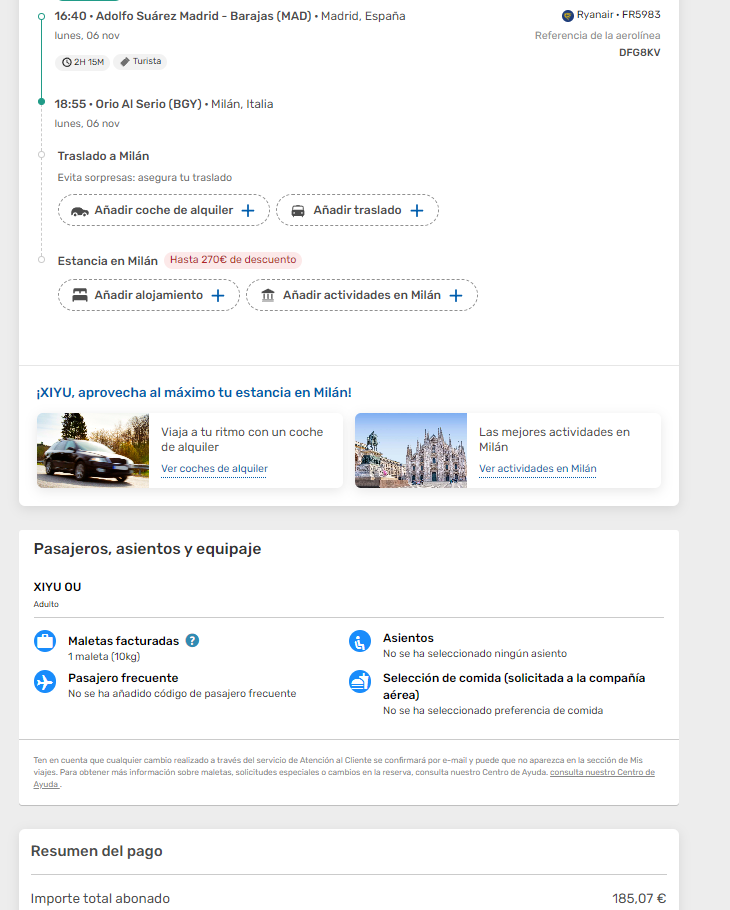 16:40 • Adolfo Suárez Madrid - Barajas (MAD) • Madrid, España
Ryanair • FR5983
lunes, 06 nov
Referencia de la aerolínea
DFG8KV
2H 15M
Turista
18:55 • Orio Al Serio (BGY) • Milán, Italia
lunes, 06 nov
Traslado a Milán
Evita sorpresas: asegura tu traslado
Añadir coche de alquiler +
Añadir traslado +
Estancia en Milán
Hasta 270€ de descuento
Añadir alojamiento +
Añadir actividades en Milán +
¡XIYU, aprovecha al máximo tu estancia en Milán!
Viaja a tu ritmo con un coche
de alquiler
Ver coches de alquiler
Las mejores actividades en
Milán
Ver actividades en Milán
Pasajeros, asientos y equipaje
XIYU OU
Adulto
Maletas facturadas ?
1 maleta (10kg)
Asientos
No se ha seleccionado ningún asiento
Pasajero frecuente
No se ha añadido código de pasajero frecuente
Selección de comida (solicitada a la compañía
aérea)
No se ha seleccionado preferencia de comida
Ten en cuenta que cualquier cambio realizado a través del servicio de Atención al Cliente se confirmará por e-mail y puede que no aparezca en la sección de Mis
viajes. Para obtener más información sobre maletas, solicitudes especiales o cambios en la reserva, consulta nuestro Centro de Ayuda. consulta nuestro Centro de
Ayuda .
Resumen del pago
Importe total abonado
185,07 €